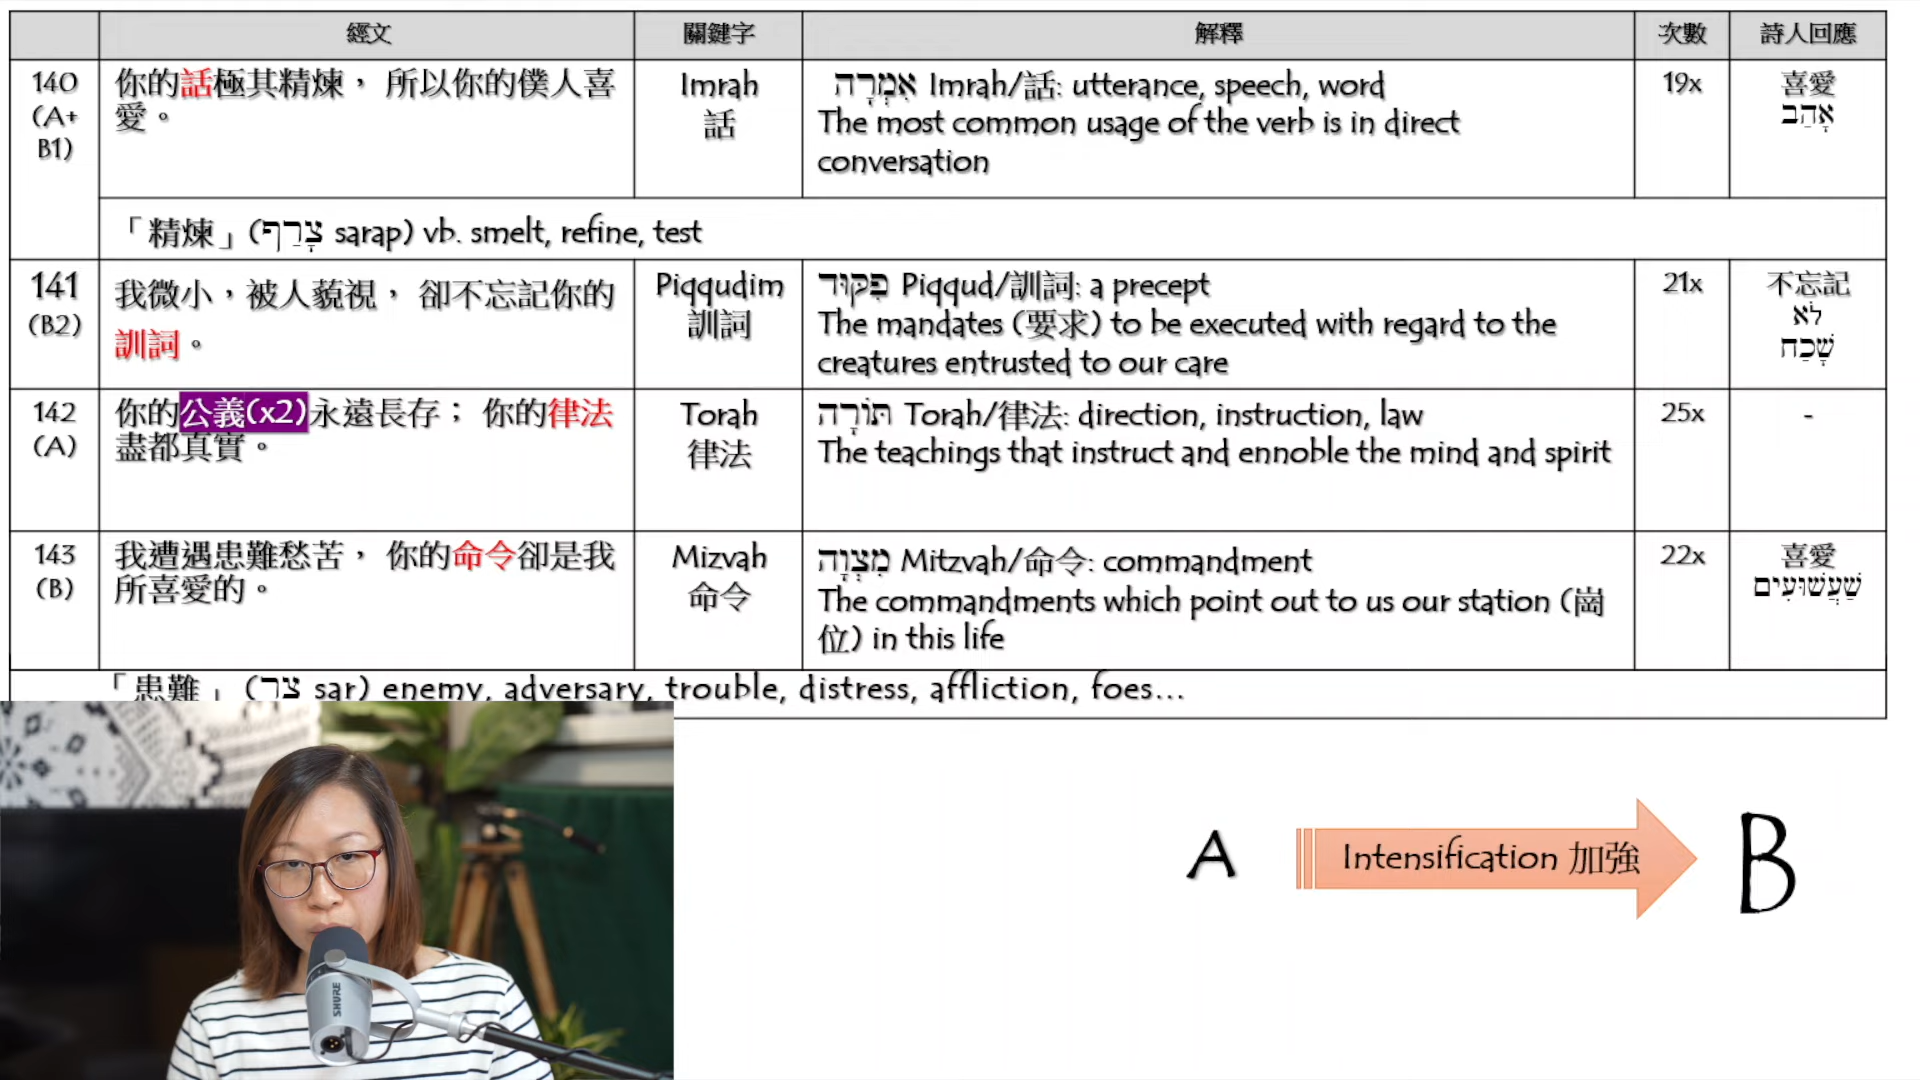 經文 關鍵字 解釋 次數 詩人回應
140
(A+
B1)
你的話極其精煉， 所以你的僕人喜
愛。
Imrah
話
אִמְרָה Imrah/話: utterance, speech, word
The most common usage of the verb is in direct
conversation
19x
喜愛
אָהַב
「精煉」(צָרַף sarap) vb. smelt, refine, test
141
(B2)
我微小，被人藐視， 卻不忘記你的
訓詞。
Piqqudim
訓詞
פִּקּוּד Piqqud/訓詞: a precept
The mandates (要求) to be executed with regard to the
creatures entrusted to our care
21x
不忘記
לֹא
שָׁכַח
142
(A)
你的公義(x2)永遠長存； 你的律法
盡都真實。
Torah
律法
תּוֹרָה Torah/律法: direction, instruction, law
The teachings that instruct and ennoble the mind and spirit
25x
-
143
(B)
我遭遇患難愁苦， 你的命令卻是我
所喜愛的。
Mizvah
命令
מִצְוָה Mitzvah/命令: commandment
The commandments which point out to us our station (崗
位) in this life
22x
喜愛
שַׁעֲשׁוּעִים
「患難」 (צר sar) enemy, adversary, trouble, distress, affliction, foes...
A Intensification 加強 B
SHURE